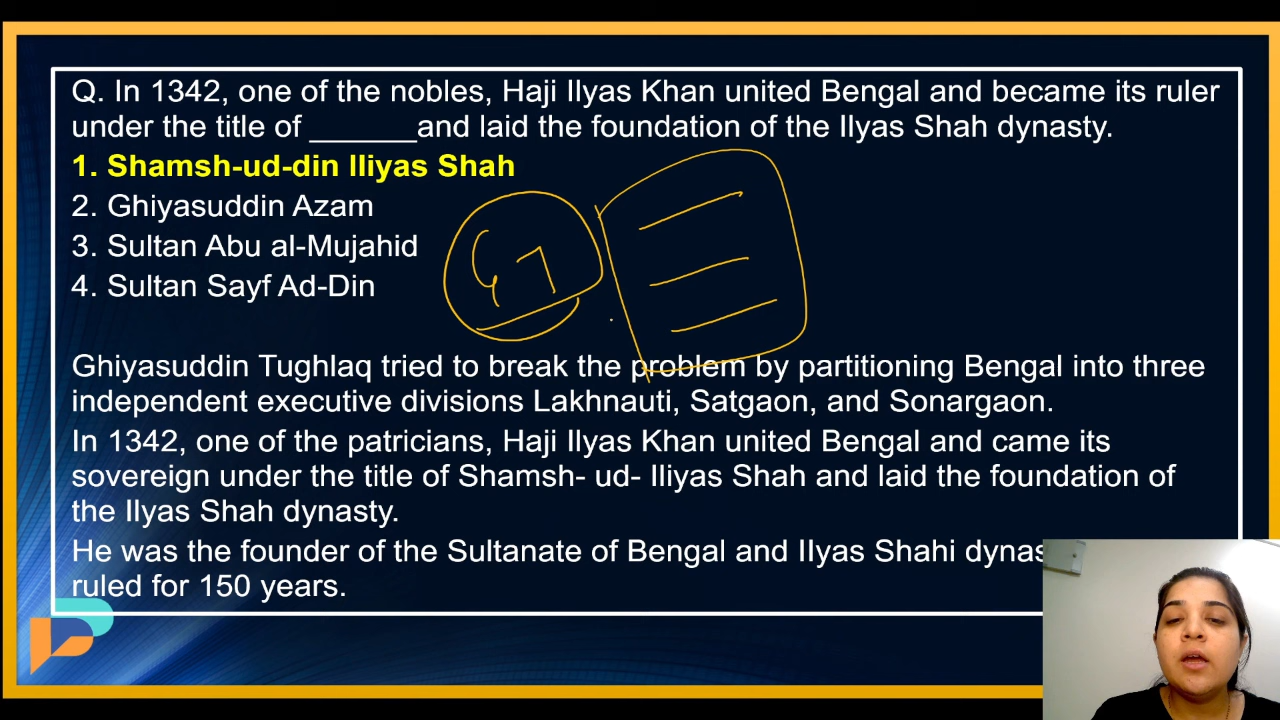 Q. In 1342, one of the nobles, Haji Ilyas Khan united Bengal and became its ruler
under the title of _______and laid the foundation of the Ilyas Shah dynasty.
1. Shamsh-ud-din Iliyas Shah
2. Ghiyasuddin Azam
3. Sultan Abu al-Mujahid
4. Sultan Sayf Ad-Din
Ghiyasuddin Tughlaq tried to break the problem by partitioning Bengal into three
independent executive divisions Lakhnauti, Satgaon, and Sonargaon.
In 1342, one of the patricians, Haji Ilyas Khan united Bengal and came its
sovereign under the title of Shamsh- ud- Iliyas Shah and laid the foundation of
the Ilyas Shah dynasty.
He was the founder of the Sultanate of Bengal and IIyas Shahi
ruled for 150 years.